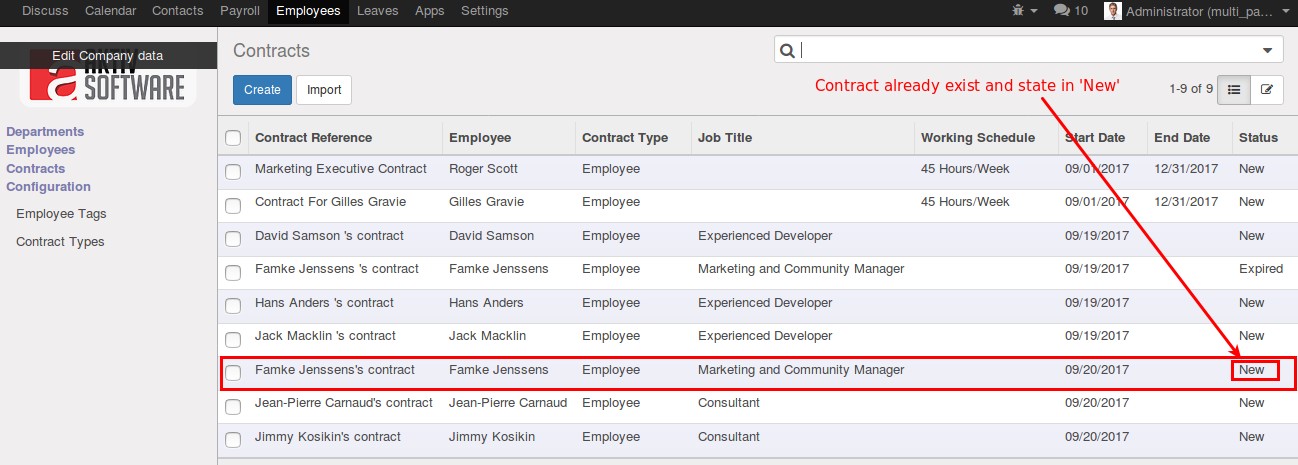 Discuss Calendar Contacts Payroll Employees Leaves Apps Settings 10 Administrator (multi_pa...
Edit Company data
a AKTIV
SOFTWARE
Contracts
Create Import
Contract already exist and state in 'New'
1-9 of 9
Departments
Employees
Contracts
Configuration
Employee Tags
Contract Types
Contract Reference Employee Contract Type Job Title Working Schedule Start Date End Date Status
Marketing Executive Contract Roger Scott Employee 45 Hours/Week 09/01/2017 12/31/2017 New
Contract For Gilles Gravie Gilles Gravie Employee 45 Hours/Week 09/01/2017 12/31/2017 New
David Samson 's contract David Samson Employee Experienced Developer 09/19/2017 New
Famke Jenssens 's contract Famke Jenssens Employee Marketing and Community Manager 09/19/2017 Expired
Hans Anders 's contract Hans Anders Employee Experienced Developer 09/19/2017 New
Jack Macklin 's contract Jack Macklin Employee Experienced Developer 09/19/2017 New
Famke Jenssens's contract Famke Jenssens Employee Marketing and Community Manager 09/20/2017 New
Jean-Pierre Carnaud's contract Jean-Pierre Carnaud Employee Consultant 09/20/2017 New
Jimmy Kosikin's contract Jimmy Kosikin Employee Consultant 09/20/2017 New